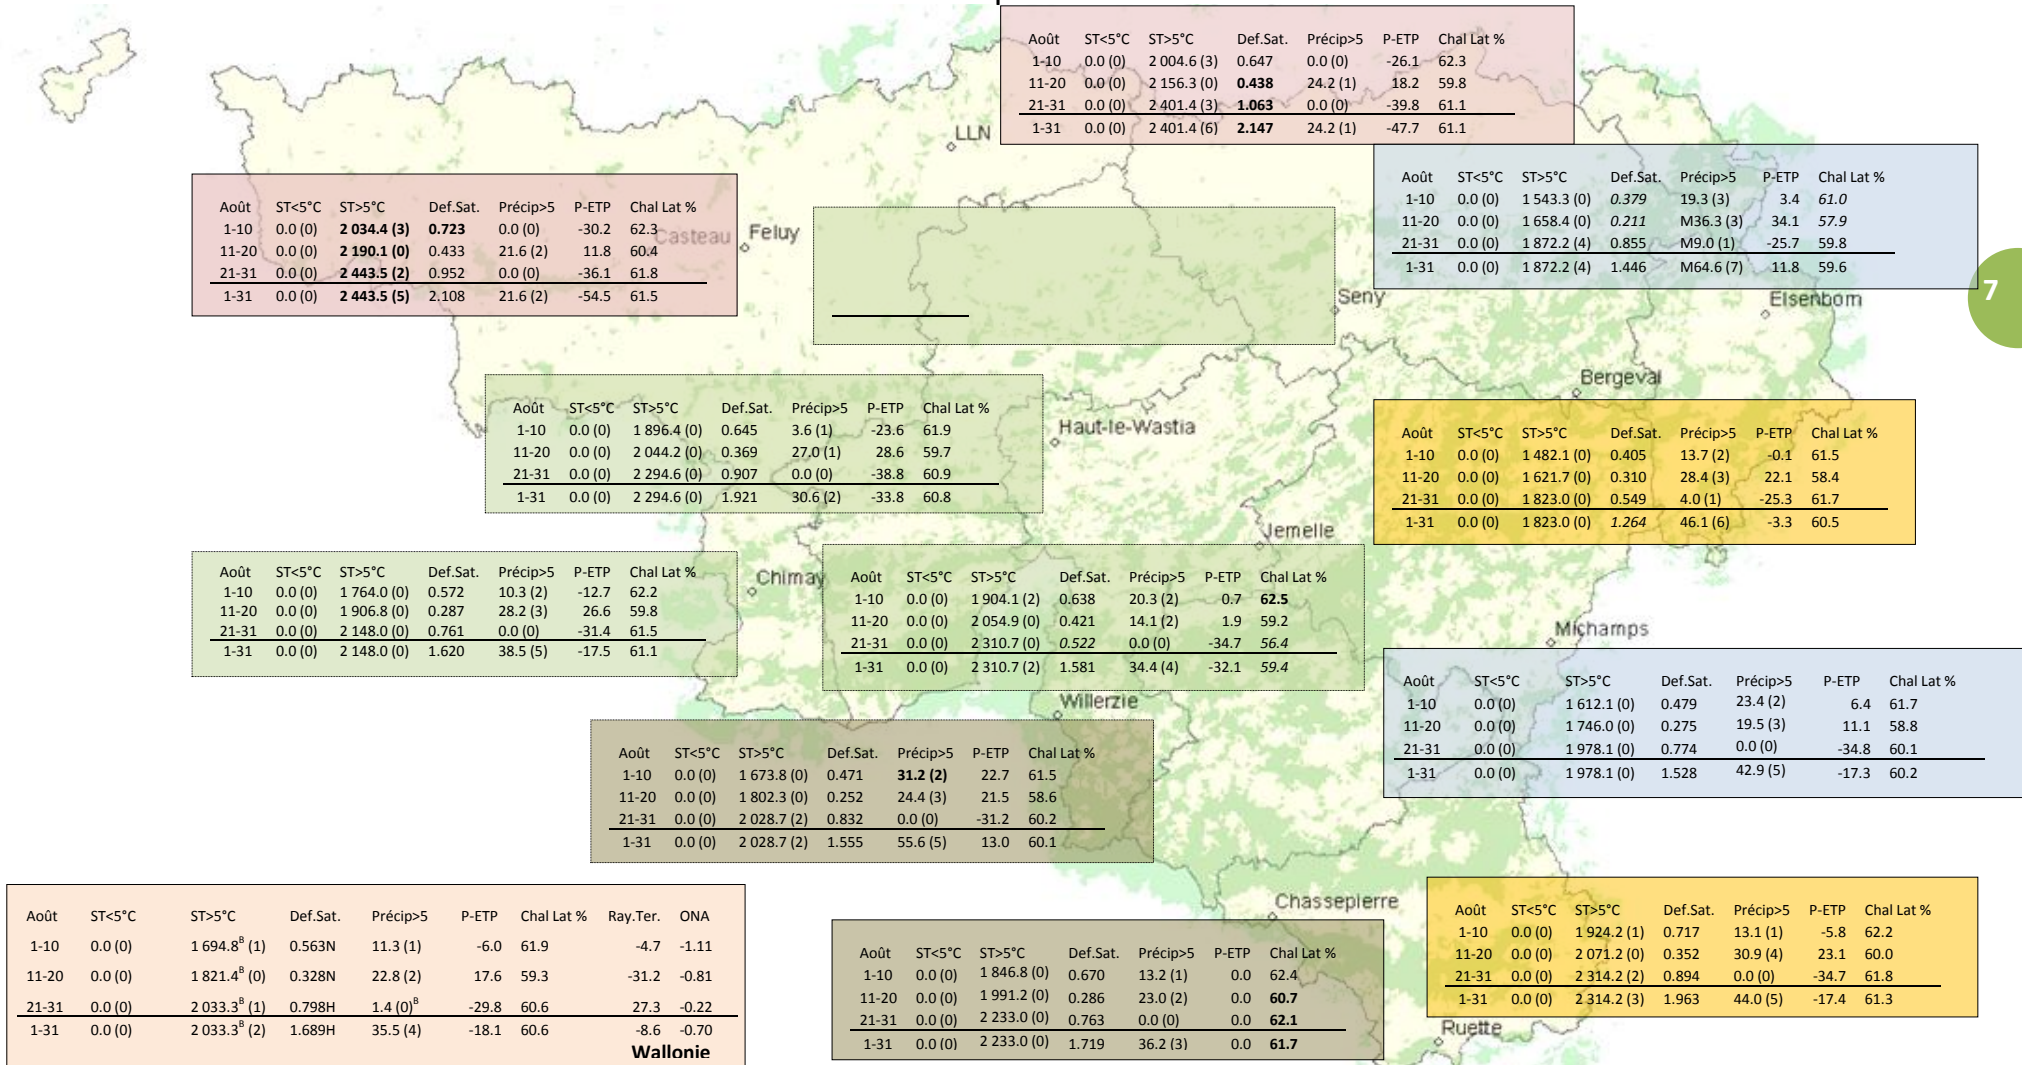 Août ST<5°C ST>5°C Def.Sat. Précip>5 P-ETP Chal Lat %
1-10 0.0 (0) 2 004.6 (3) 0.647 0.0 (0) -26.1 62.3
11-20 0.0 (0) 2 156.3 (0) 0.438 24.2 (1) 18.2 59.8
21-31 0.0 (0) 2 401.4 (3) 1.063 0.0 (0) -39.8 61.1
1-31 0.0 (0) 2 401.4 (6) 2.147 24.2 (1) -47.7 61.1
LLN
Août ST<5°C ST>5°C Def.Sat. Précip>5 P-ETP Chal Lat %
1-10 0.0 (0) 1 543.3 (0) 0.379 19.3 (3) 3.4 61.0
11-20 0.0 (0) 1 658.4 (0) 0.211 M36.3 (3) 34.1 57.9
21-31 0.0 (0) 1 872.2 (4) 0.855 M9.0 (1) -25.7 59.8
1-31 0.0 (0) 1 872.2 (4) 1.446 M64.6 (7) 11.8 59.6
Août ST<5°C ST>5°C Def.Sat. Précip>5 P-ETP Chal Lat %
1-10 0.0 (0) 2 034.4 (3) 0.723 0.0 (0) -30.2 62.3
11-20 0.0 (0) 2 190.1 (0) 0.433 21.6 (2) 11.8 60.4
21-31 0.0 (0) 2 443.5 (2) 0.952 0.0 (0) -36.1 61.8
1-31 0.0 (0) 2 443.5 (5) 2.108 21.6 (2) -54.5 61.5
Casteau Feluy
7
Seny
Elsenborn
Bergeval
Août ST<5°C ST>5°C Def.Sat. Précip>5 P-ETP Chal Lat %
1-10 0.0 (0) 1 896.4 (0) 0.645 3.6 (1) -23.6 61.9
11-20 0.0 (0) 2 044.2 (0) 0.369 27.0 (1) 28.6 59.7
21-31 0.0 (0) 2 294.6 (0) 0.907 0.0 (0) -38.8 60.9
1-31 0.0 (0) 2 294.6 (0) 1.921 30.6 (2) -33.8 60.8
Haut-le-Wastia
Août ST<5°C ST>5°C Def.Sat. Précip>5 P-ETP Chal Lat %
1-10 0.0 (0) 1 482.1 (0) 0.405 13.7 (2) -0.1 61.5
11-20 0.0 (0) 1 621.7 (0) 0.310 28.4 (3) 22.1 58.4
21-31 0.0 (0) 1 823.0 (0) 0.549 4.0 (1) -25.3 61.7
1-31 0.0 (0) 1 823.0 (0) 1.264 46.1 (6) -3.3 60.5
Jemelle
Août ST<5°C ST>5°C Def.Sat. Précip>5 P-ETP Chal Lat %
1-10 0.0 (0) 1 764.0 (0) 0.572 10.3 (2) -12.7 62.2
11-20 0.0 (0) 1 906.8 (0) 0.287 28.2 (3) 26.6 59.8
21-31 0.0 (0) 2 148.0 (0) 0.761 0.0 (0) -31.4 61.5
1-31 0.0 (0) 2 148.0 (0) 1.620 38.5 (5) -17.5 61.1
Chimay
Août ST<5°C ST>5°C Def.Sat. Précip>5 P-ETP Chal Lat %
1-10 0.0 (0) 1 904.1 (2) 0.638 20.3 (2) 0.7 62.5
11-20 0.0 (0) 2 054.9 (0) 0.421 14.1 (2) 1.9 59.2
21-31 0.0 (0) 2 310.7 (0) 0.522 0.0 (0) -34.7 56.4
1-31 0.0 (0) 2 310.7 (2) 1.581 34.4 (4) -32.1 59.4
Michamps
Août ST<5°C ST>5°C Def.Sat. Précip>5 P-ETP Chal Lat %
1-10 0.0 (0) 1 612.1 (0) 0.479 23.4 (2) 6.4 61.7
11-20 0.0 (0) 1 746.0 (0) 0.275 19.5 (3) 11.1 58.8
21-31 0.0 (0) 1 978.1 (0) 0.774 0.0 (0) -34.8 60.1
1-31 0.0 (0) 1 978.1 (0) 1.528 42.9 (5) -17.3 60.2
Willerzie
Août ST<5°C ST>5°C Def.Sat. Précip>5 P-ETP Chal Lat %
1-10 0.0 (0) 1 673.8 (0) 0.471 31.2 (2) 22.7 61.5
11-20 0.0 (0) 1 802.3 (0) 0.252 24.4 (3) 21.5 58.6
21-31 0.0 (0) 2 028.7 (2) 0.832 0.0 (0) -31.2 60.2
1-31 0.0 (0) 2 028.7 (2) 1.555 55.6 (5) 13.0 60.1
Chassepierre
Août ST<5°C ST>5°C Def.Sat. Précip>5 P-ETP Chal Lat % Ray.Ter. ONA
1-10 0.0 (0) 1 694.8ᴮ (1) 0.563N 11.3 (1) -6.0 61.9 -4.7 -1.11
11-20 0.0 (0) 1 821.4ᴮ (0) 0.328N 22.8 (2) 17.6 59.3 -31.2 -0.81
21-31 0.0 (0) 2 033.3ᴮ (1) 0.798H 1.4 (0)ᴮ -29.8 60.6 27.3 -0.22
1-31 0.0 (0) 2 033.3ᴮ (2) 1.689H 35.5 (4) -18.1 60.6 -8.6 -0.70
Wallonie
Août ST<5°C ST>5°C Def.Sat. Précip>5 P-ETP Chal Lat %
1-10 0.0 (0) 1 846.8 (0) 0.670 13.2 (1) 0.0 62.4
11-20 0.0 (0) 1 991.2 (0) 0.286 23.0 (2) 0.0 60.7
21-31 0.0 (0) 2 233.0 (0) 0.763 0.0 (0) 0.0 62.1
1-31 0.0 (0) 2 233.0 (0) 1.719 36.2 (3) 0.0 61.7
Août ST<5°C ST>5°C Def.Sat. Précip>5 P-ETP Chal Lat %
1-10 0.0 (0) 1 924.2 (1) 0.717 13.1 (1) -5.8 62.2
11-20 0.0 (0) 2 071.2 (0) 0.352 30.9 (4) 23.1 60.0
21-31 0.0 (0) 2 314.2 (2) 0.894 0.0 (0) -34.7 61.8
1-31 0.0 (0) 2 314.2 (3) 1.963 44.0 (5) -17.4 61.3
Ruette